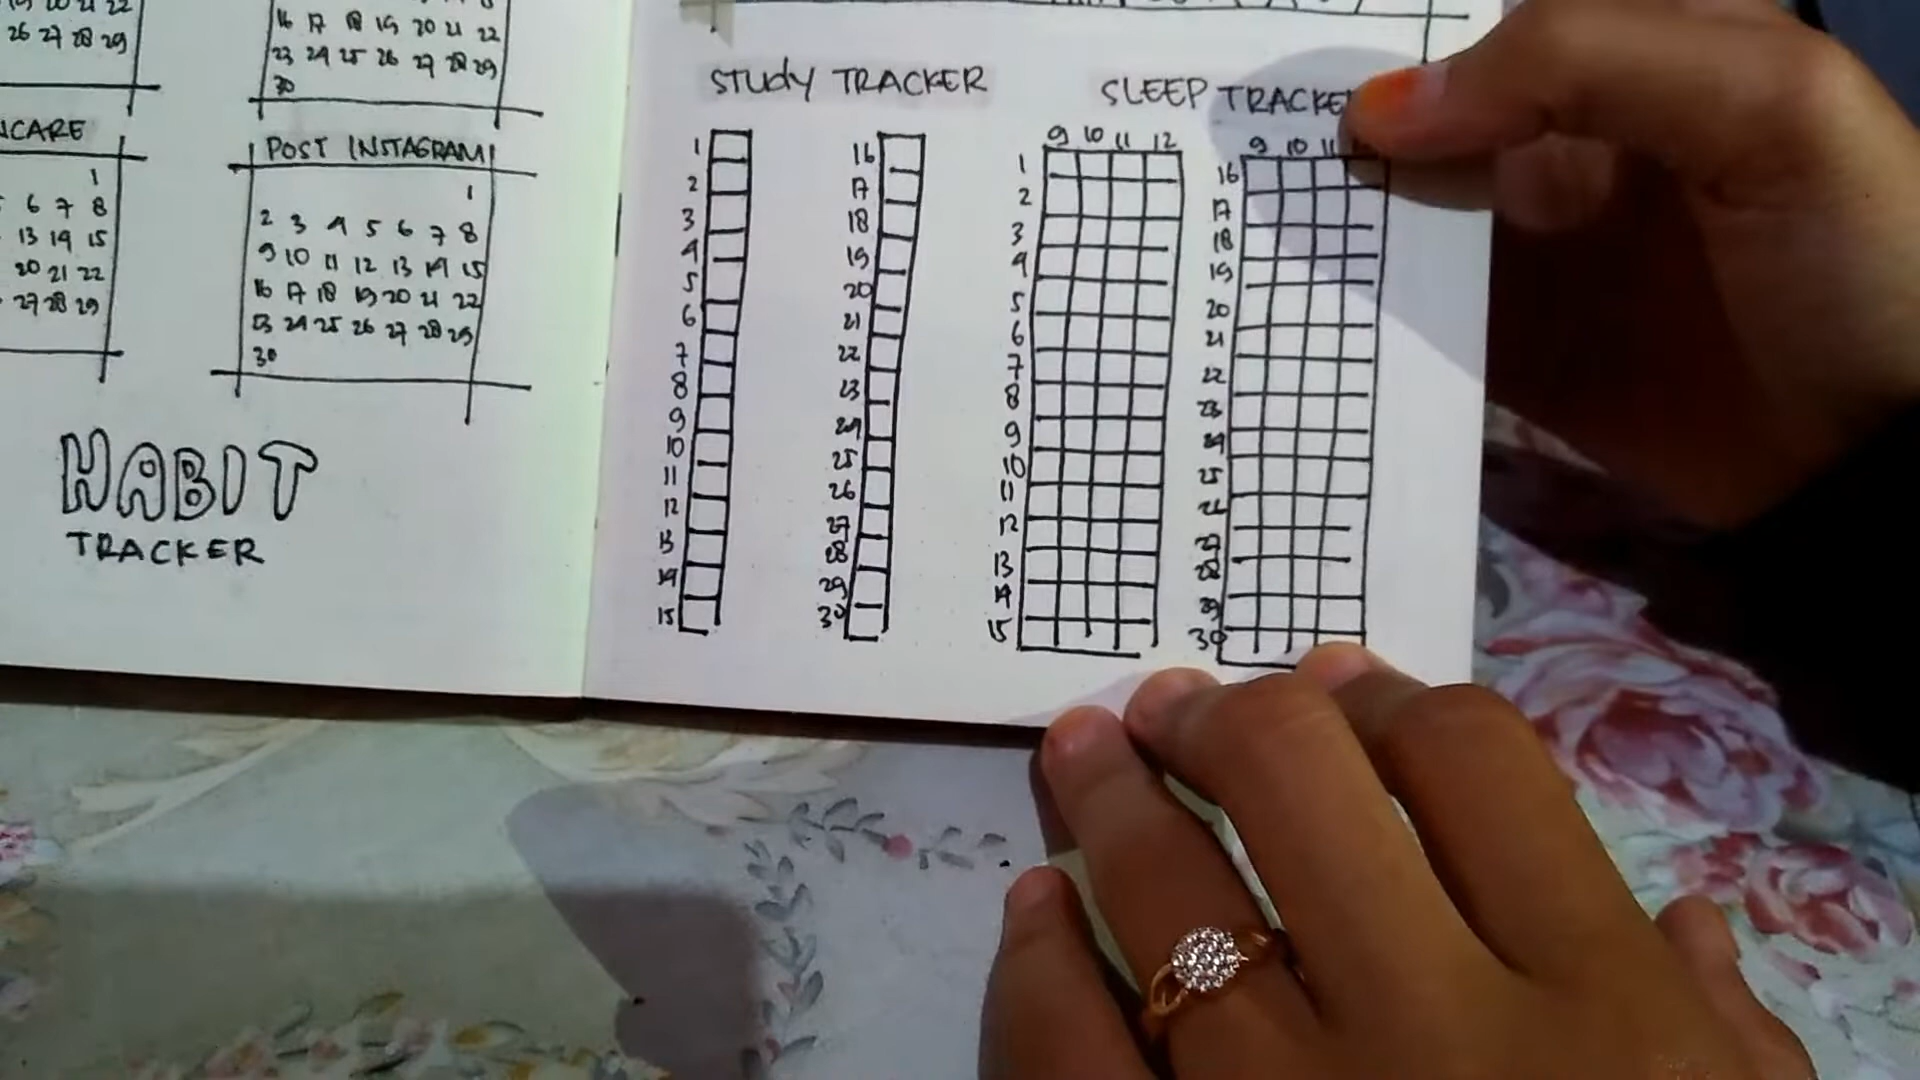 19 20 21 22
26 27 28 29
16 17 18 19 20 21 22
23 24 25 26 27 28 29
30
POST INSTAGRAM
1
6 7 8
13 14 15
20 21 22
27 28 29
1
2 3 4 5 6 7 8
9 10 11 12 13 14 15
16 17 18 19 20 21 22
23 24 25 26 27 28 29
30
HABIT
TRACKER
STUDY TRACKER
1 16
2 17
3 18
4 19
5 20
6 21
7 22
8 23
9 24
10 25
11 26
12 27
13 28
14 29
15 30
SLEEP TRACKER
9 10 11 12 9 10 11
1 16
2 17
3 18
4 19
5 20
6 21
7 22
8 23
9 24
10 25
11 26
12 27
13 28
14 29
15 30